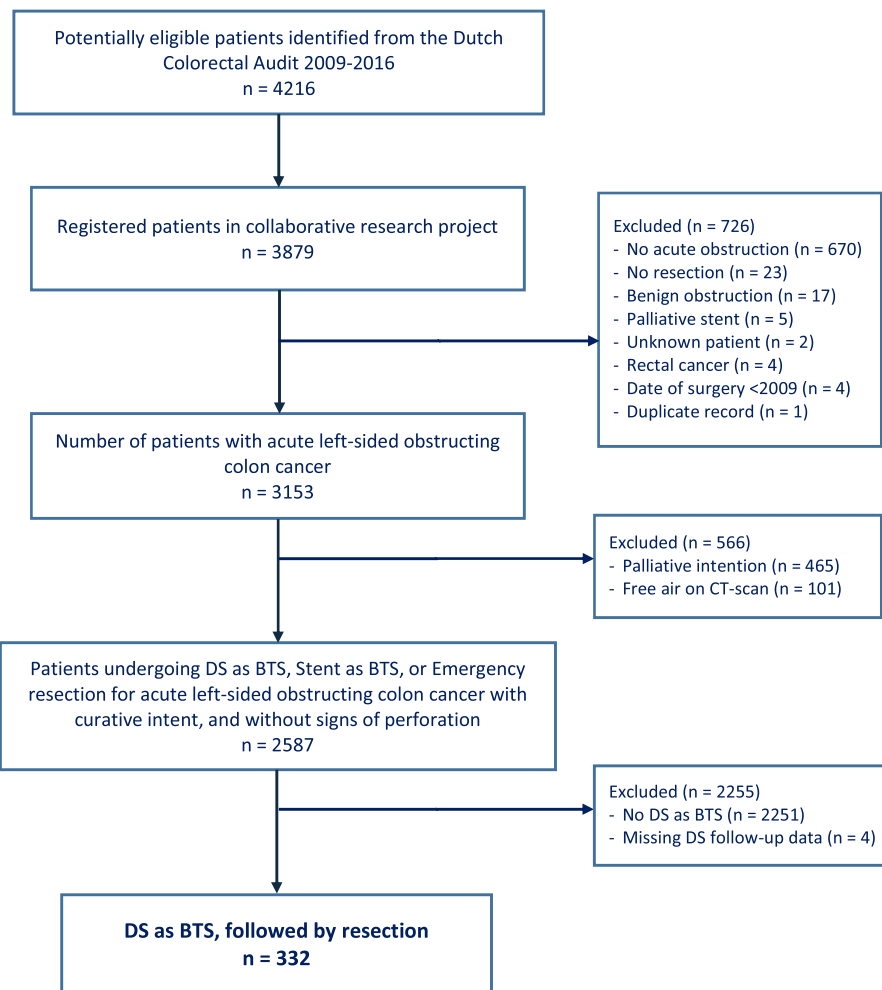 Potentially eligible patients identified from the Dutch
Colorectal Audit 2009-2016
n = 4216
Registered patients in collaborative research project
n = 3879
Excluded (n = 726)
- No acute obstruction (n = 670)
- No resection (n = 23)
- Benign obstruction (n = 17)
- Palliative stent (n = 5)
- Unknown patient (n = 2)
- Rectal cancer (n = 4)
- Date of surgery <2009 (n = 4)
- Duplicate record (n = 1)
Number of patients with acute left-sided obstructing
colon cancer
n = 3153
Excluded (n = 566)
- Palliative intention (n = 465)
- Free air on CT-scan (n = 101)
Patients undergoing DS as BTS, Stent as BTS, or Emergency
resection for acute left-sided obstructing colon cancer with
curative intent, and without signs of perforation
n = 2587
Excluded (n = 2255)
- No DS as BTS (n = 2251)
- Missing DS follow-up data (n = 4)
DS as BTS, followed by resection
n = 332